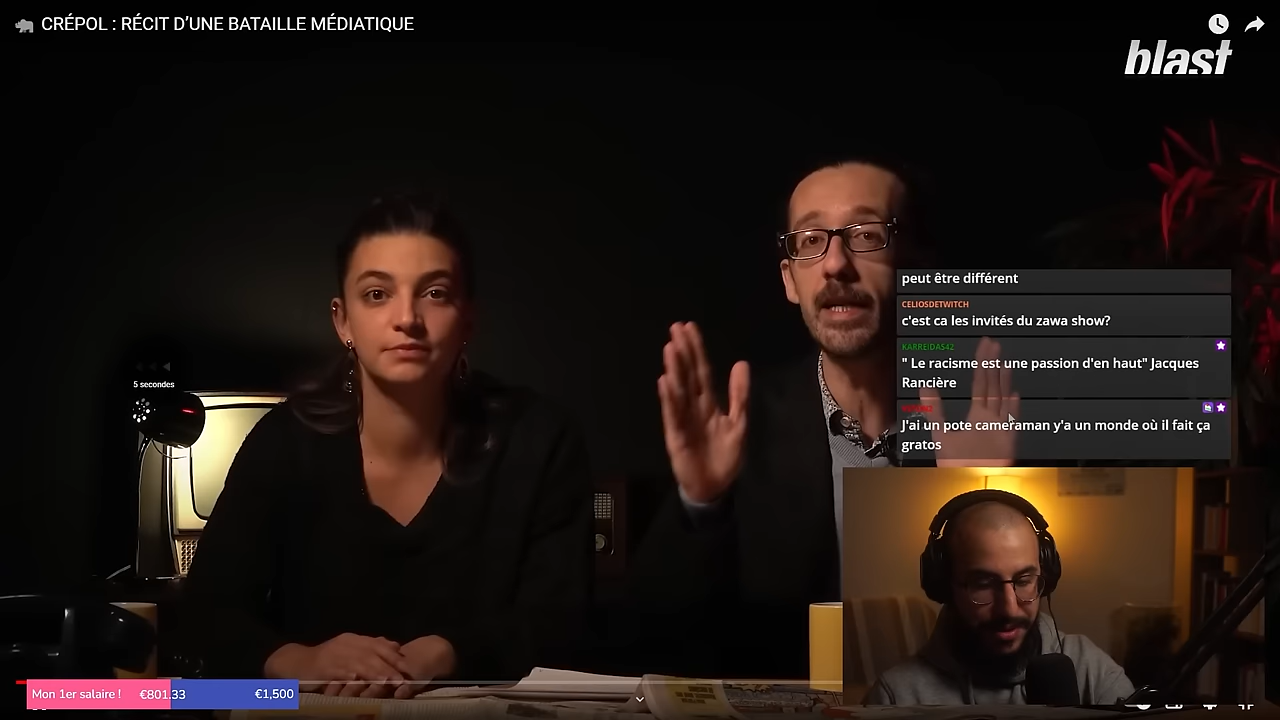 CRÉPOL : RÉCIT D’UNE BATAILLE MÉDIATIQUE
blast
peut être différent
CELIOSDETWITCH
c'est ca les invités du zawa show?
KARREIDAS42
" Le racisme est une passion d'en haut" Jacques
Rancière
J'ai un pote cameraman y'a un monde où il fait ça
gratos
5 secondes
Mon 1er salaire ! €801.33 €1,500